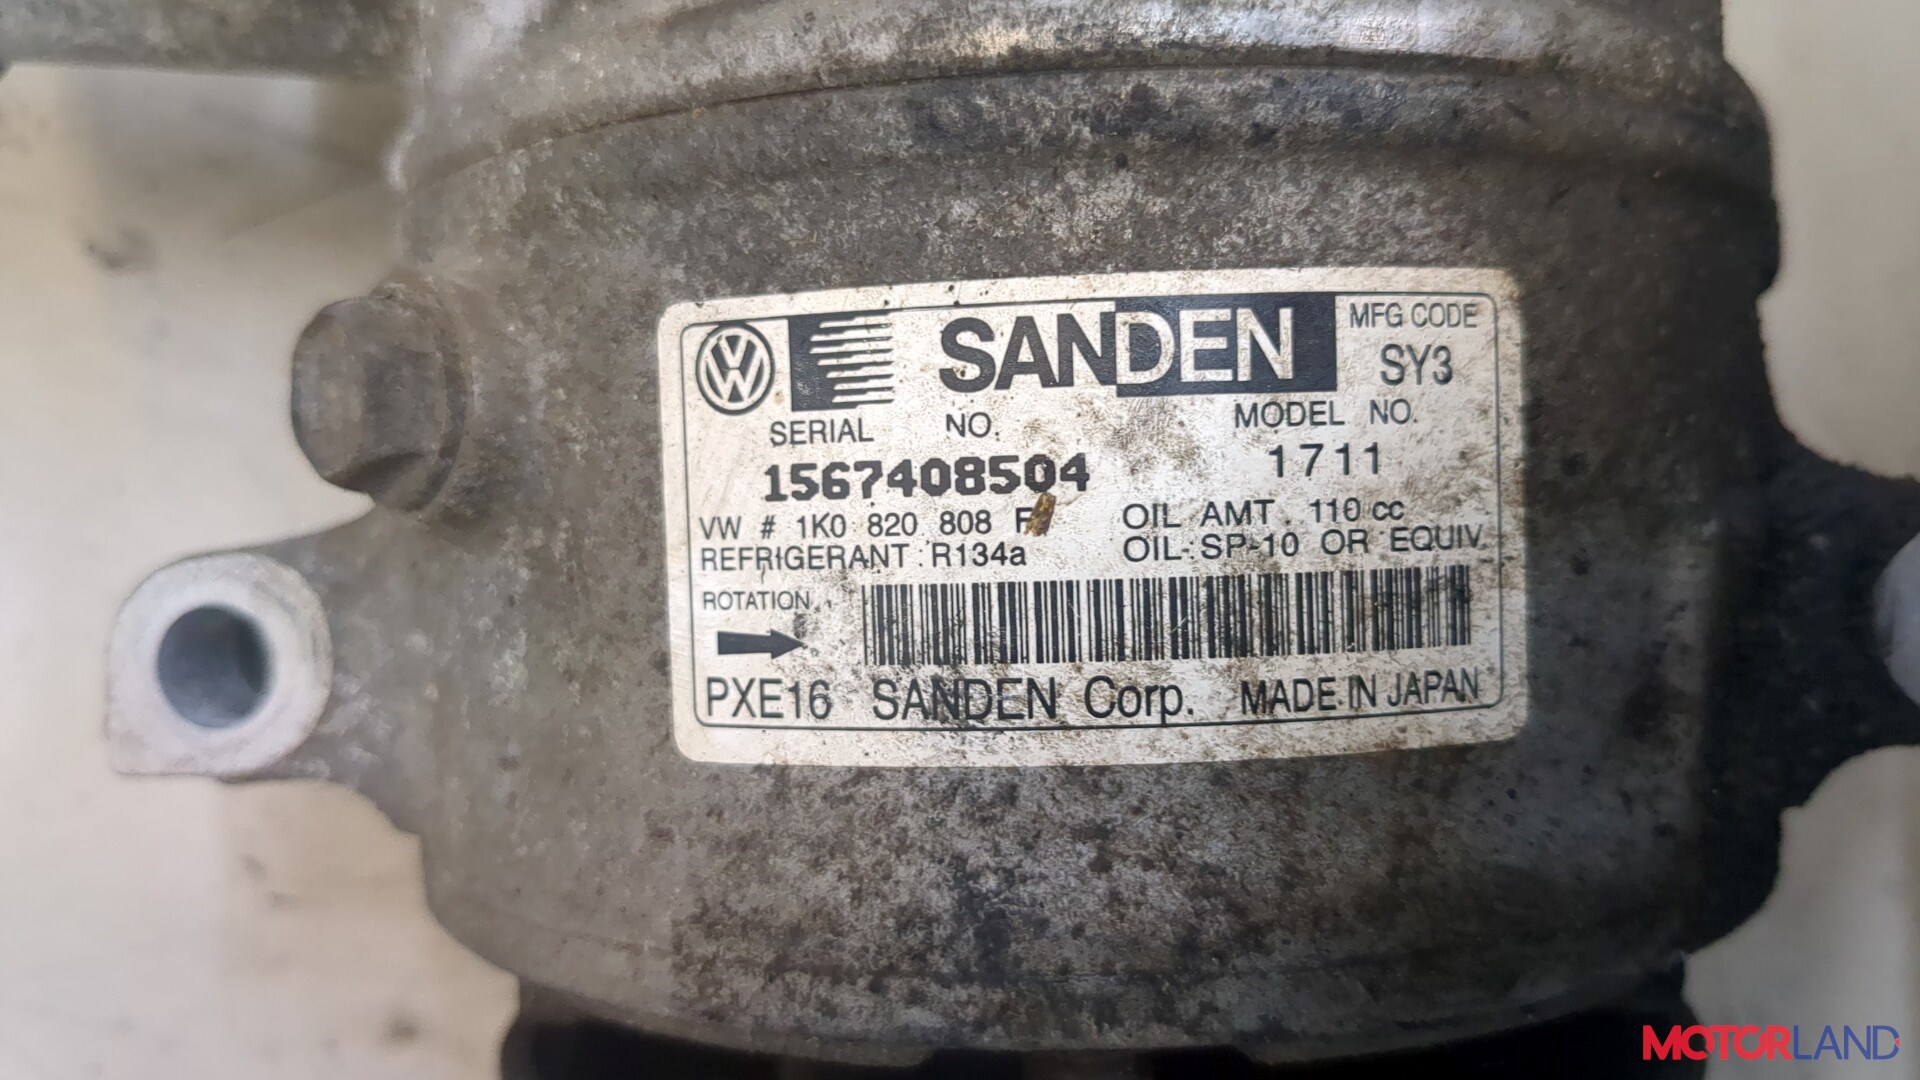 SANDEN
MFG CODE
SY3
SERIAL NO.
MODEL NO.
1567408504
1711
VW # 1K0 820 808 F
OIL AMT. 110 cc
REFRIGERANT : R134a
OIL: SP-10 OR EQUIV.
ROTATION
PXE16 SANDEN Corp. MADE IN JAPAN
MOTORLAND